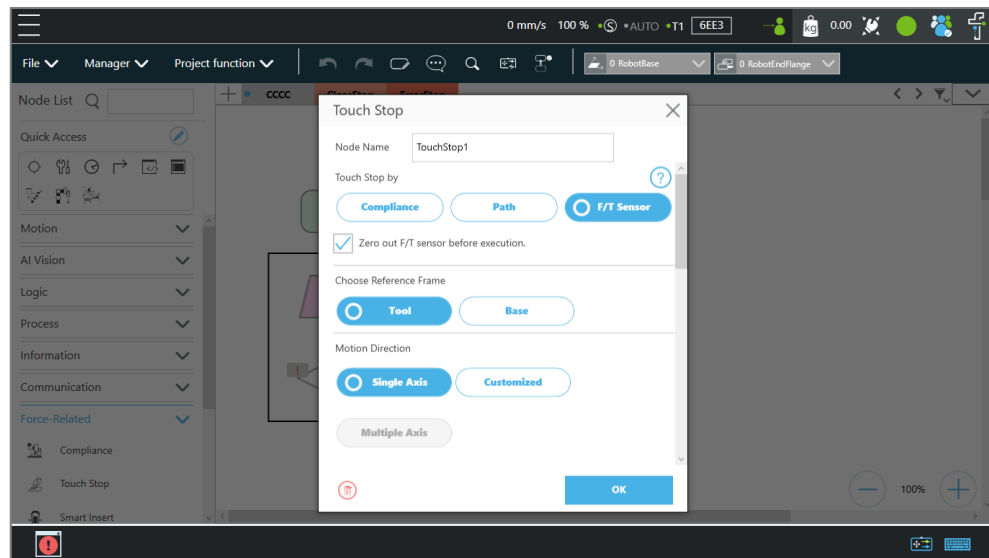 0 mm/s 100 % S AUTO T1 6EE3 kg 0.00
File Manager Project function 0 RobotBase 0 RobotEndFlange
Node List
cccc
Quick Access
Motion
AI Vision
Logic
Process
Information
Communication
Force-Related
Compliance
Touch Stop
Smart Insert
Touch Stop
Node Name TouchStop1
Touch Stop by
?
Compliance Path F/T Sensor
Zero out F/T sensor before execution.
Choose Reference Frame
Tool Base
Motion Direction
Single Axis Customized
Multiple Axis
OK
100%